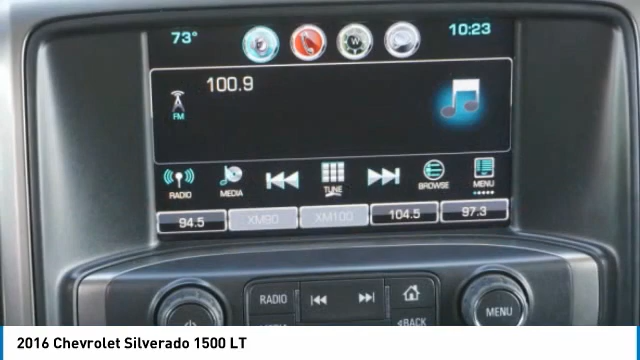 73°
10:23
W
100.9
FM
RADIO
MEDIA
TUNE
BROWSE
MENU
94.5
XM90
XM100
104.5
97.3
RADIO
MENU
BACK
2016 Chevrolet Silverado 1500 LT